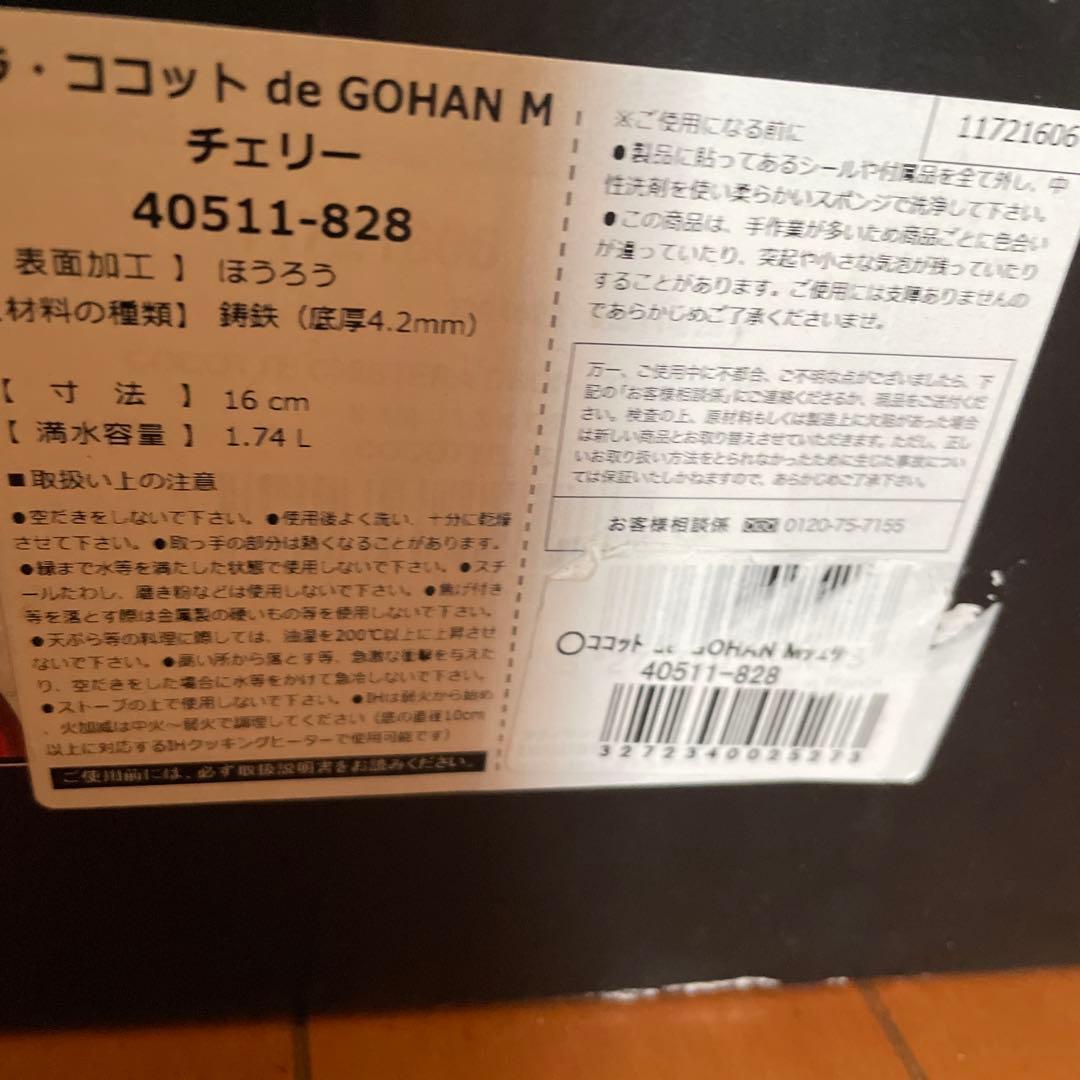 ラ・ココット de GOHAN M
チェリー
40511-828
表面加工 】 ほうろう
材料の種類】 鋳鉄（底厚4.2mm）
【 寸 法 】 16 cm
【 満水容量 】 1.74 L
■取扱い上の注意
●空だきをしないで下さい。●使用後よく洗い、十分に乾燥
させて下さい。●取っ手の部分は熱くなることがあります。
●縁まで水等を満たした状態で使用しないで下さい。●スチ
ールたわし、磨き粉などは使用しないで下さい。●焦げ付き
等を落とす際は金属製の硬いもの等を使用しないで下さい。
●天ぷら等の料理に際しては、油温を200℃以上に上昇させ
ないで下さい。●高い所から落とす等、急激な衝撃を与えた
り、空だきをした場合に水等をかけて急冷しないで下さい。
●ストーブの上で使用しないで下さい。●IHは弱火から始め
、火加減は中火～弱火で調理してください（底の直径10cm
以上に対応するIHクッキングヒーターで使用可能です）
ご使用前には、必ず取扱説明書をお読みください。
11721606
※ご使用になる前に
●製品に貼ってあるシールや付属品を全て外し、中
性洗剤を使い柔らかいスポンジで洗浄して下さい。
●この商品は、手作業が多いため商品ごとに色合い
が違っていたり、突起や小さな気泡が残っていたり
することがあります。ご使用には支障ありませんの
であらかじめご了承くださいませ。
万一、ご使用中に不都合、ご不明な点がございましたら、下
記の「お客様相談係」にご連絡くださるか、商品をご送付くだ
さい。検査の上、原材料もしくは製造上に欠陥があった場合
は新しい商品とお取り替えさせていただきます。ただし、正し
いお取り扱い方法をとられなかったために生じた事故につい
ては保証いたしかねますので、あらかじめご了承下さい。
お客様相談係 0120-75-7155
○ココット de GOHAN Mチェリー
40511-828
3272340025273